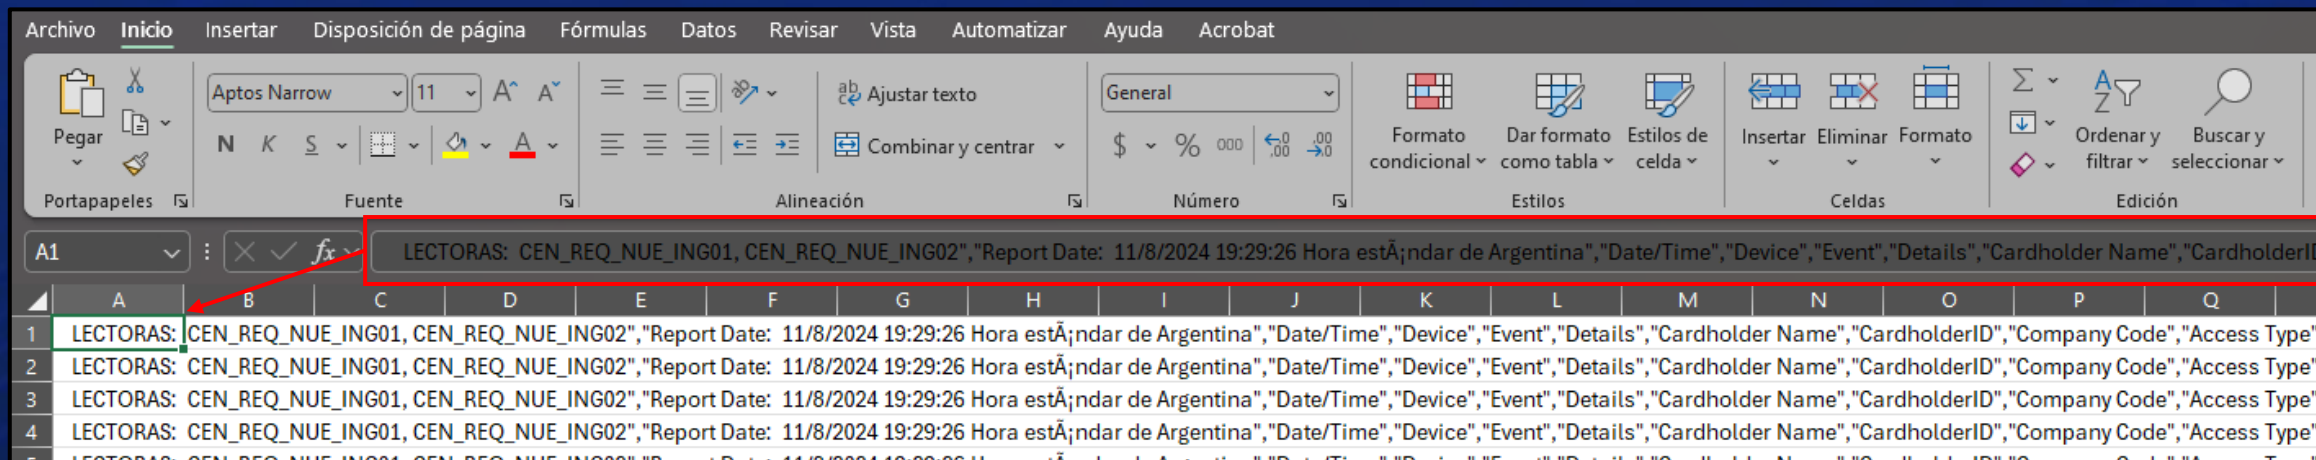 Archivo Inicio Insertar Disposición de página Fórmulas Datos Revisar Vista Automatizar Ayuda Acrobat
Aptos Narrow 11 A A ab Ajustar texto General Σ A
Z
Pegar N K S A Combinar y centrar $ % 000 Formato Dar formato Estilos de Insertar Eliminar Formato Ordenar y Buscar y
condicional como tabla celda filtrar seleccionar
Portapapeles Fuente Alineación Número Estilos Celdas Edición
A1 fx LECTORAS: CEN_REQ_NUE_ING01, CEN_REQ_NUE_ING02","Report Date: 11/8/2024 19:29:26 Hora estÃ¡ndar de Argentina","Date/Time","Device","Event","Details","Cardholder Name","CardholderI
A B C D E F G H I J K L M N O P Q
1 LECTORAS: CEN_REQ_NUE_ING01, CEN_REQ_NUE_ING02","Report Date: 11/8/2024 19:29:26 Hora estÃ¡ndar de Argentina","Date/Time","Device","Event","Details","Cardholder Name","CardholderID","Company Code","Access Type"
2 LECTORAS: CEN_REQ_NUE_ING01, CEN_REQ_NUE_ING02","Report Date: 11/8/2024 19:29:26 Hora estÃ¡ndar de Argentina","Date/Time","Device","Event","Details","Cardholder Name","CardholderID","Company Code","Access Type"
3 LECTORAS: CEN_REQ_NUE_ING01, CEN_REQ_NUE_ING02","Report Date: 11/8/2024 19:29:26 Hora estÃ¡ndar de Argentina","Date/Time","Device","Event","Details","Cardholder Name","CardholderID","Company Code","Access Type"
4 LECTORAS: CEN_REQ_NUE_ING01, CEN_REQ_NUE_ING02","Report Date: 11/8/2024 19:29:26 Hora estÃ¡ndar de Argentina","Date/Time","Device","Event","Details","Cardholder Name","CardholderID","Company Code","Access Type"